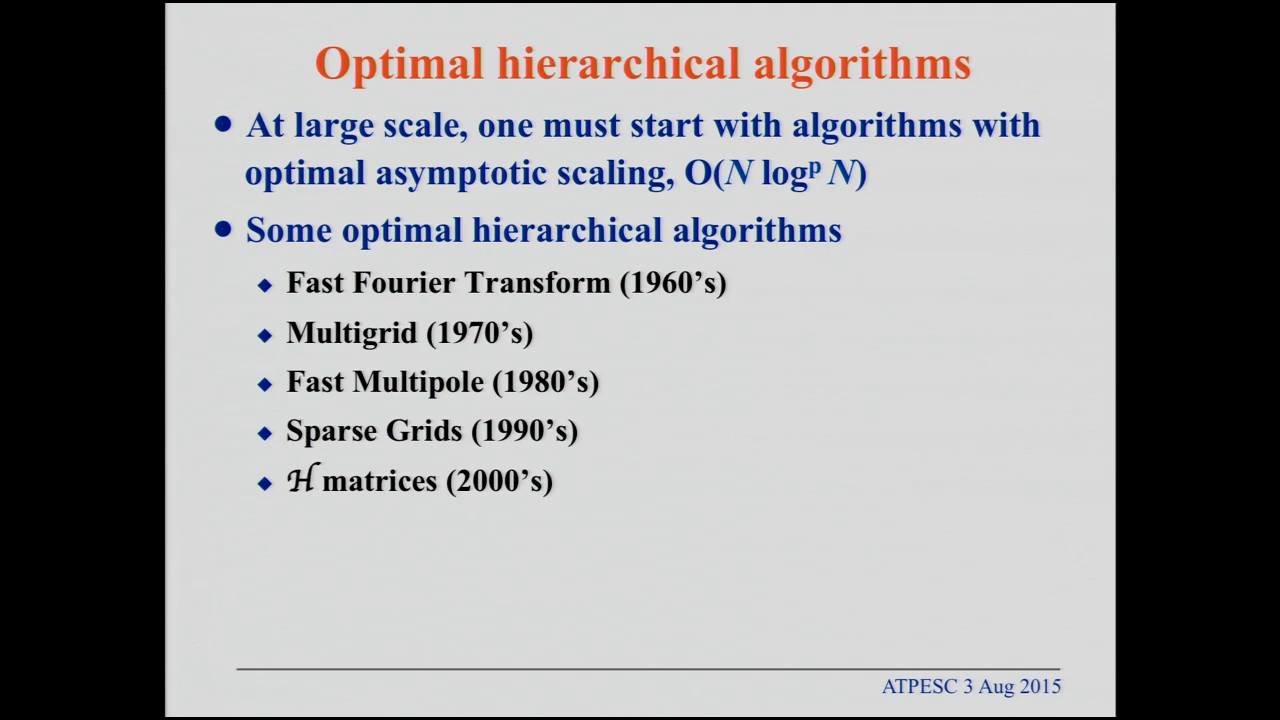 Optimal hierarchical algorithms
• At large scale, one must start with algorithms with
optimal asymptotic scaling, O(N logᵖ N)
• Some optimal hierarchical algorithms
◆ Fast Fourier Transform (1960’s)
◆ Multigrid (1970’s)
◆ Fast Multipole (1980’s)
◆ Sparse Grids (1990’s)
◆ ℋ matrices (2000’s)
ATPESC 3 Aug 2015